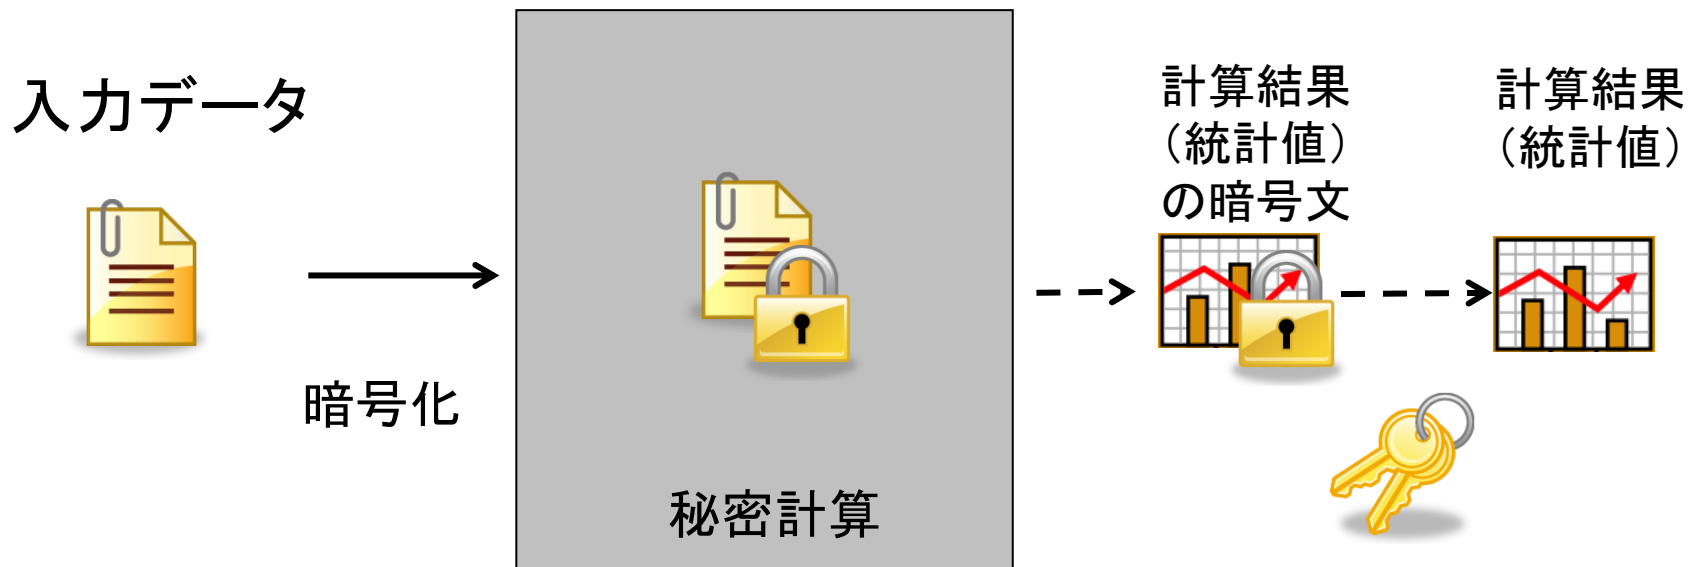 入力データ
暗号化
秘密計算
計算結果
（統計値）
の暗号文
計算結果
（統計値）